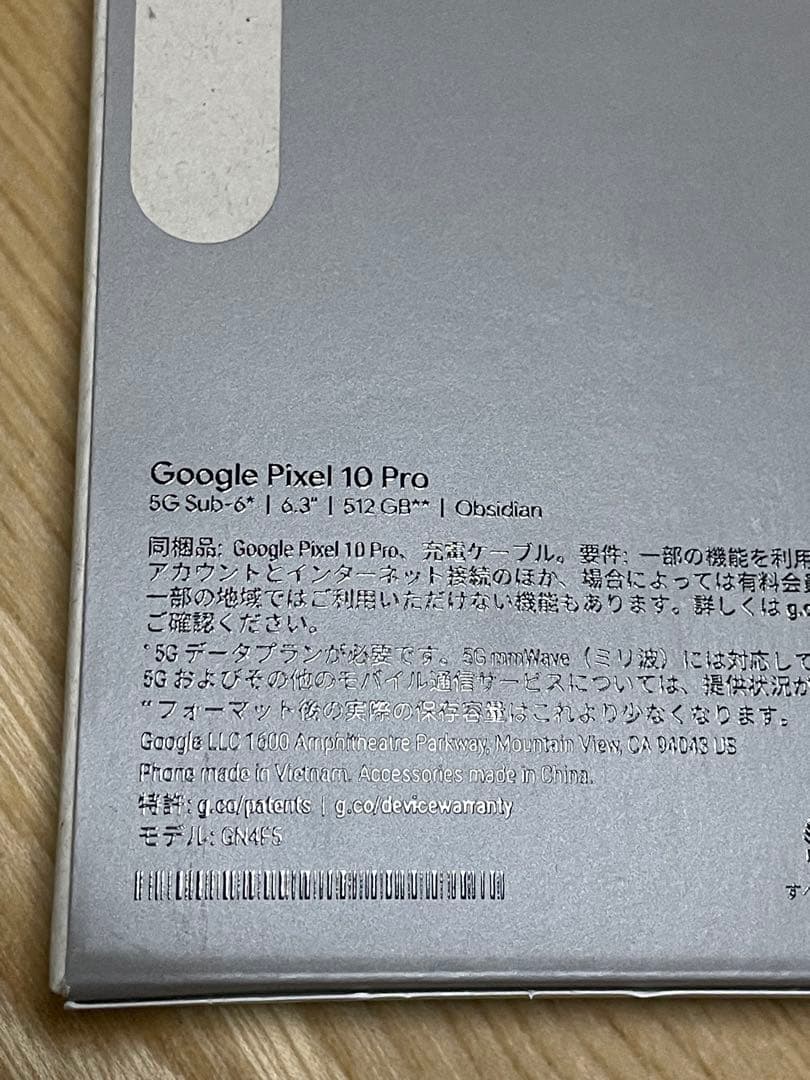 Google Pixel 10 Pro
5G Sub-6* | 6.3" | 512 GB** | Obsidian
同梱品: Google Pixel 10 Pro、充電ケーブル。要件: 一部の機能を利用
アカウントとインターネット接続のほか、場合によっては有料会員
一部の地域ではご利用いただけない機能もあります。詳しくは g.c
ご確認ください。
*5G データプランが必要です。5G mmWave（ミリ波）には対応して
5G およびその他のモバイル通信サービスについては、提供状況が
**フォーマット後の実際の保存容量はこれより少なくなります。
Google LLC 1600 Amphitheatre Parkway, Mountain View, CA 94043 US
Phone made in Vietnam. Accessories made in China.
特許: g.co/patents | g.co/devicewarranty
モデル: GN4F5
すべ